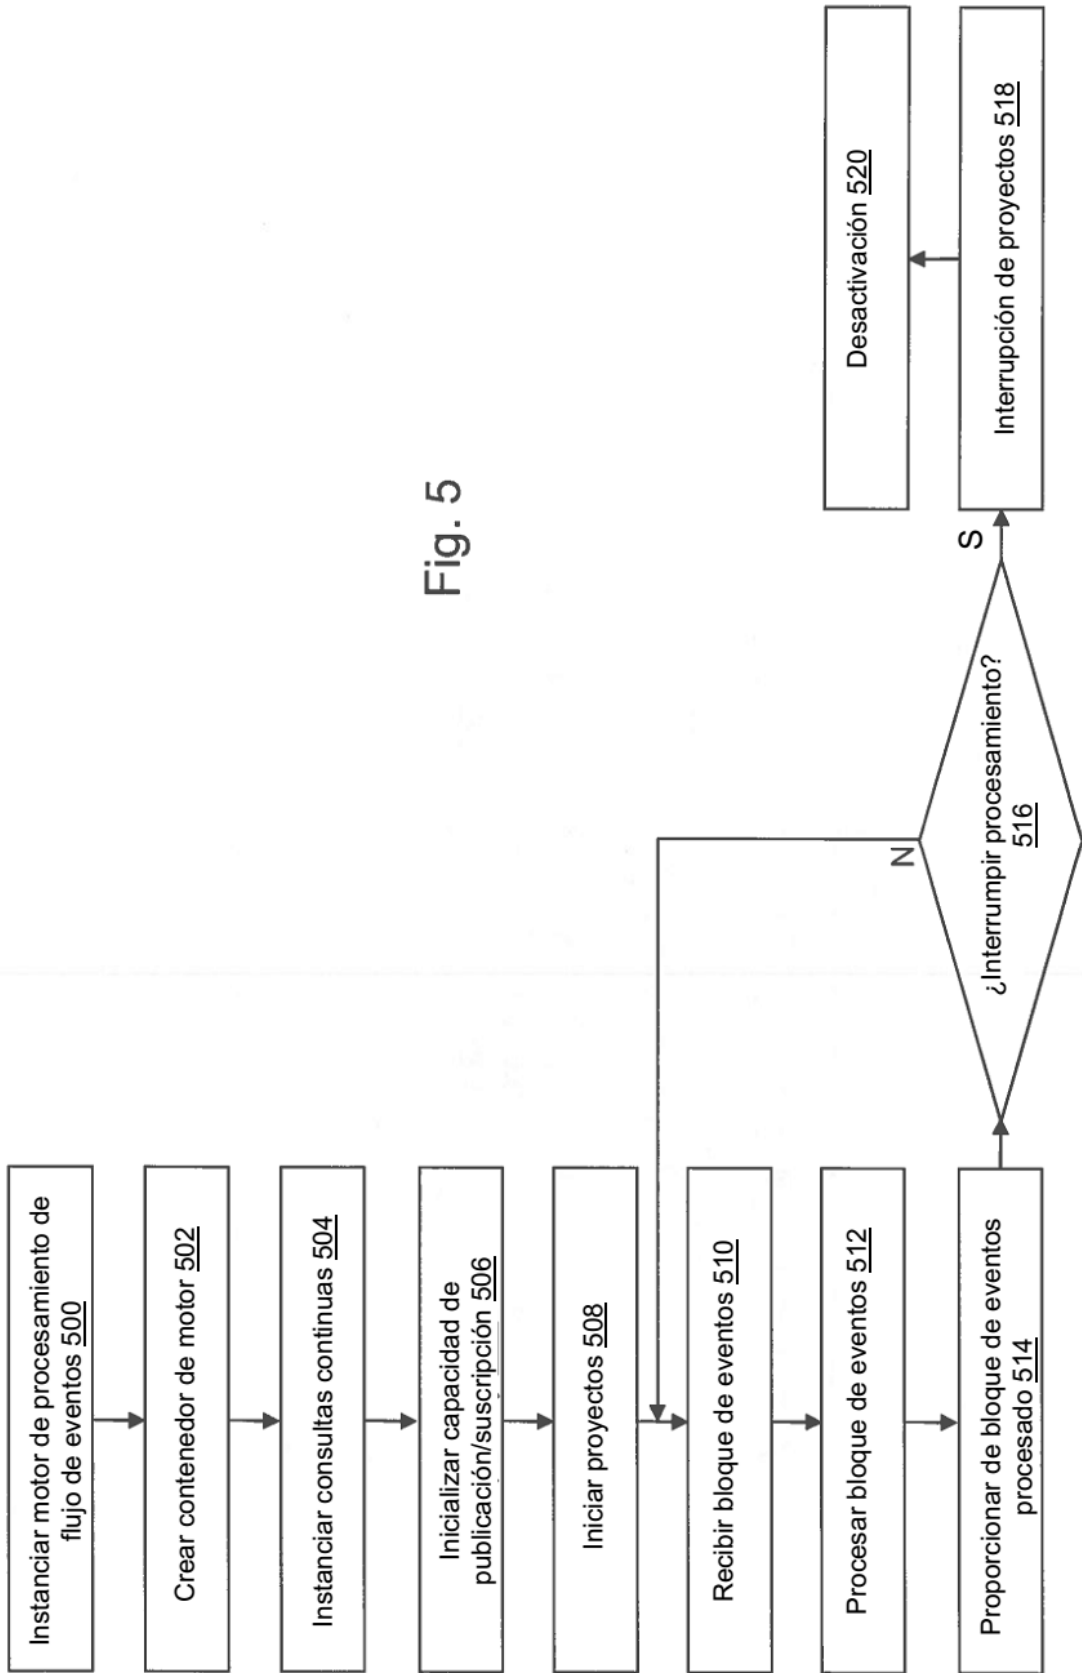 Instanciar motor de procesamiento de
flujo de eventos 500
Crear contenedor de motor 502
Instanciar consultas continuas 504
Inicializar capacidad de
publicación/suscripción 506
Iniciar proyectos 508
Recibir bloque de eventos 510
Procesar bloque de eventos 512
Proporcionar de bloque de eventos
procesado 514
¿Interrumpir procesamiento?
516
N
S
Interrupción de proyectos 518
Desactivación 520
Fig. 5